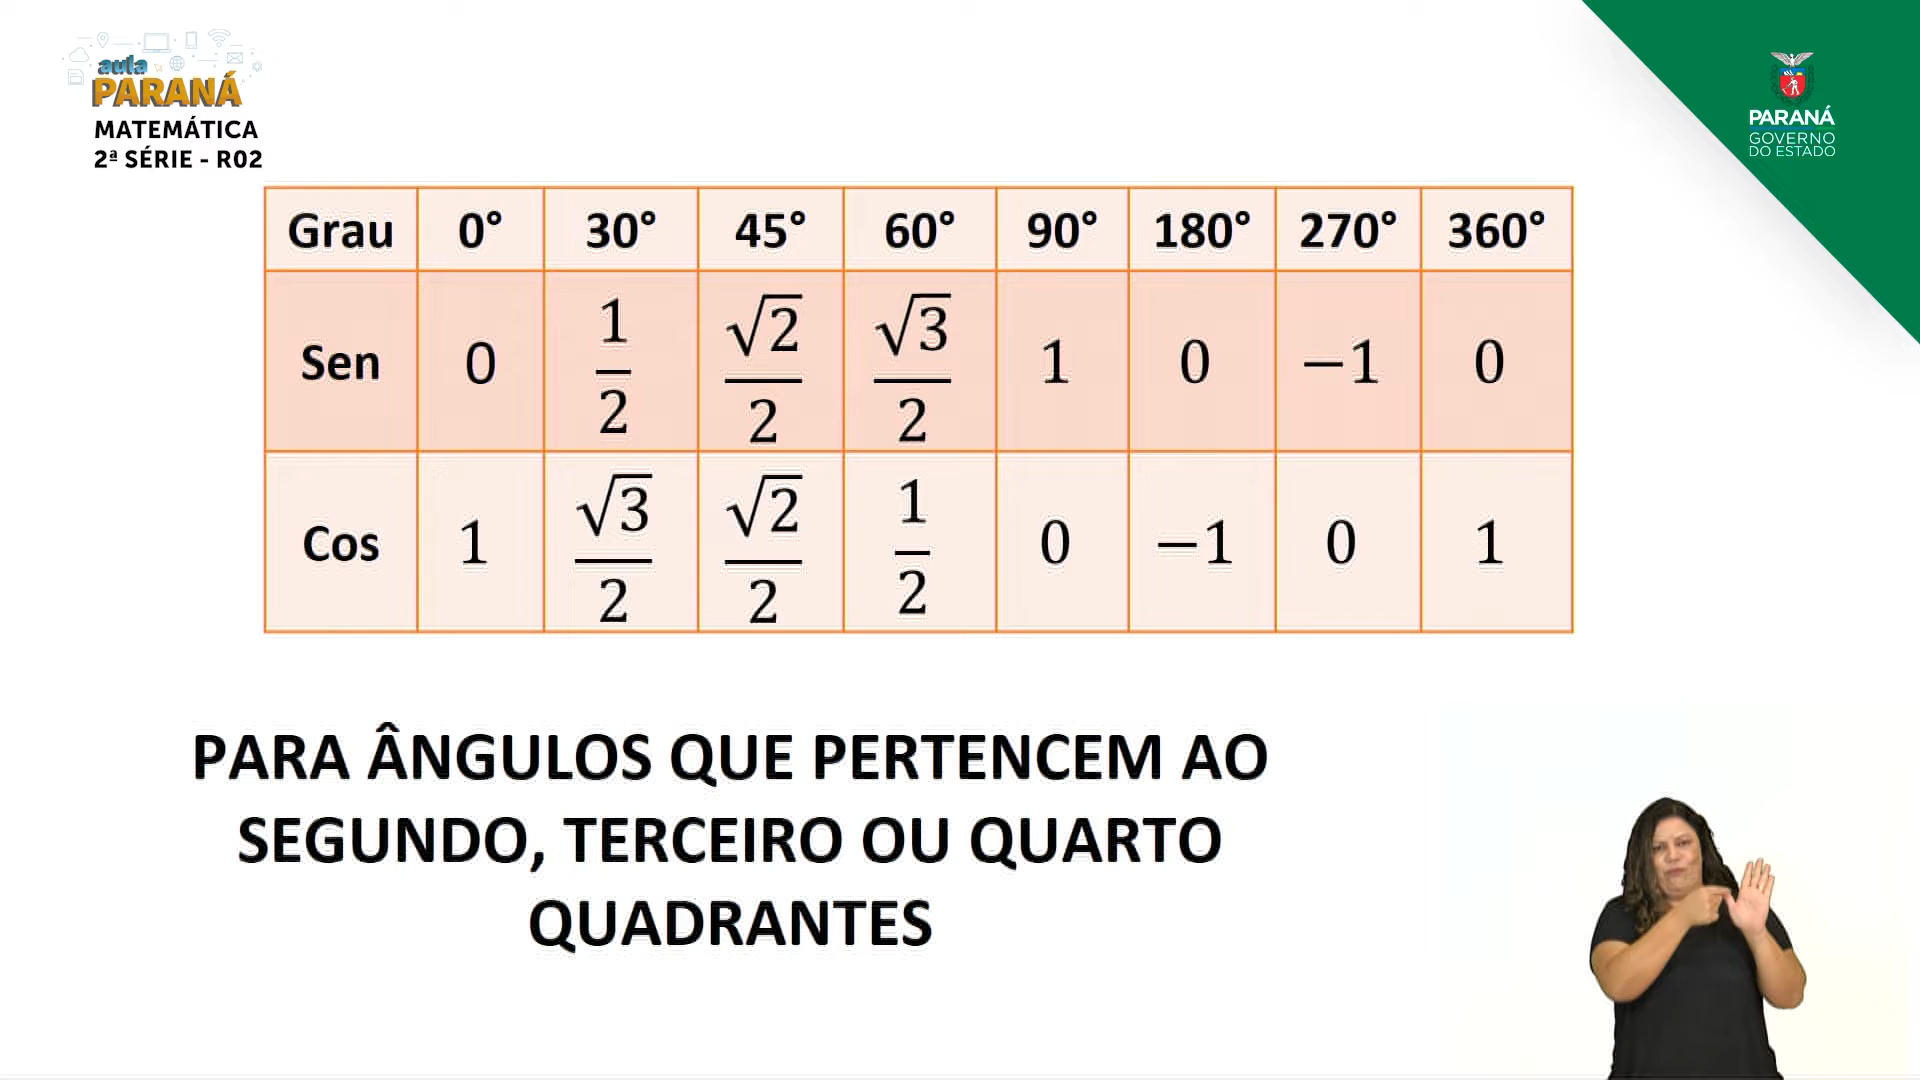 aula
PARANÁ
MATEMÁTICA
2ª SÉRIE - R02
PARANÁ
GOVERNO
DO ESTADO
Grau 0° 30° 45° 60° 90° 180° 270° 360°
Sen 0 1/2 √2/2 √3/2 1 0 −1 0
Cos 1 √3/2 √2/2 1/2 0 −1 0 1
PARA ÂNGULOS QUE PERTENCEM AO
SEGUNDO, TERCEIRO OU QUARTO
QUADRANTES